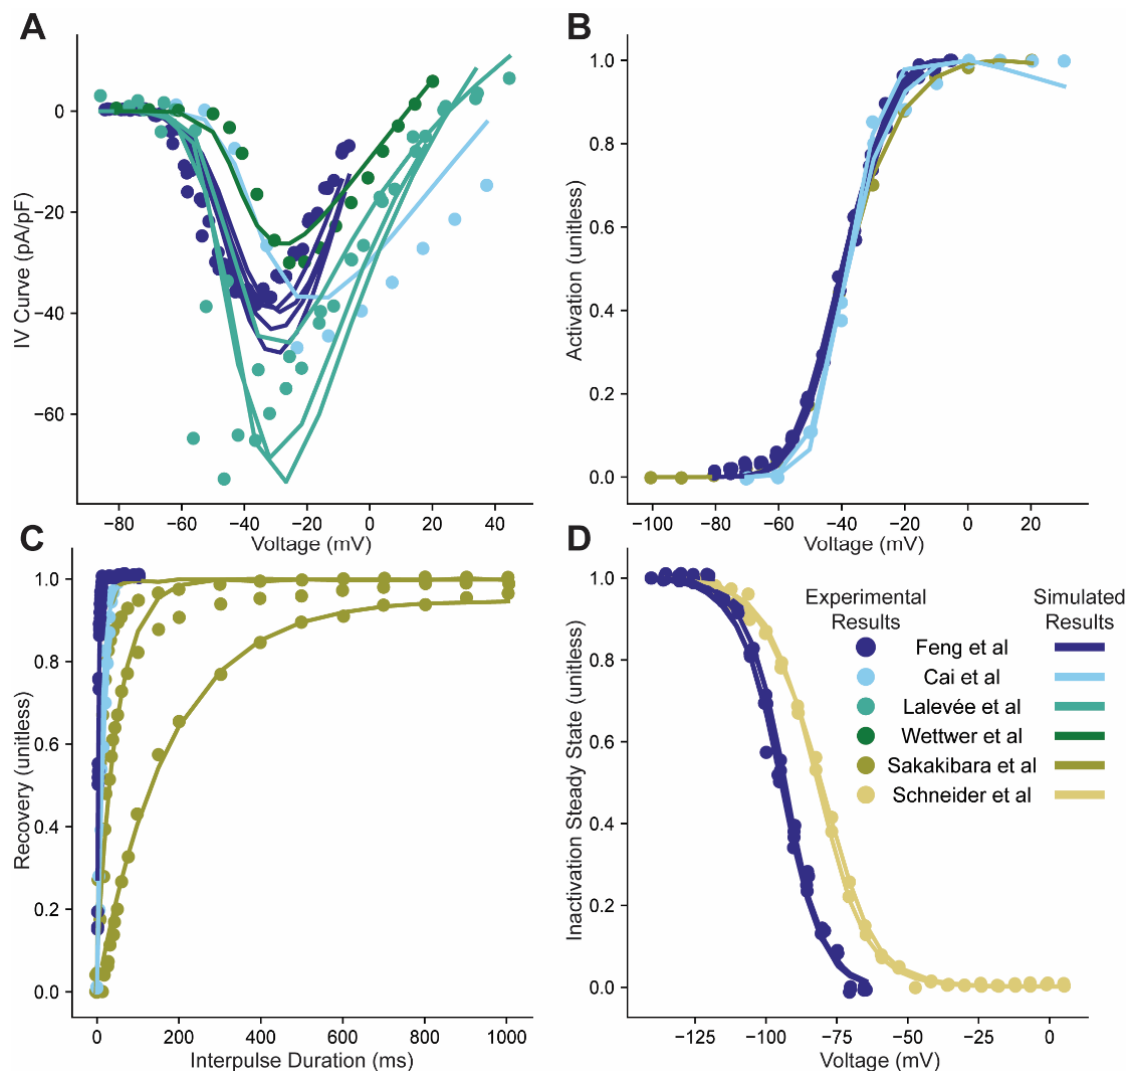 A
IV Curve (pA/pF)
0
−20
−40
−60
−80
−60
−40
−20
0
20
40
Voltage (mV)
B
Activation (unitless)
1.0
0.8
0.6
0.4
0.2
0.0
−100
−80
−60
−40
−20
0
20
Voltage (mV)
C
Recovery (unitless)
1.0
0.8
0.6
0.4
0.2
0.0
0
200
400
600
800
1000
Interpulse Duration (ms)
D
Inactivation Steady State (unitless)
1.0
0.8
0.6
0.4
0.2
0.0
−125
−100
−75
−50
−25
0
Voltage (mV)
Experimental
Results
Simulated
Results
Feng et al
Cai et al
Lalevée et al
Wettwer et al
Sakakibara et al
Schneider et al